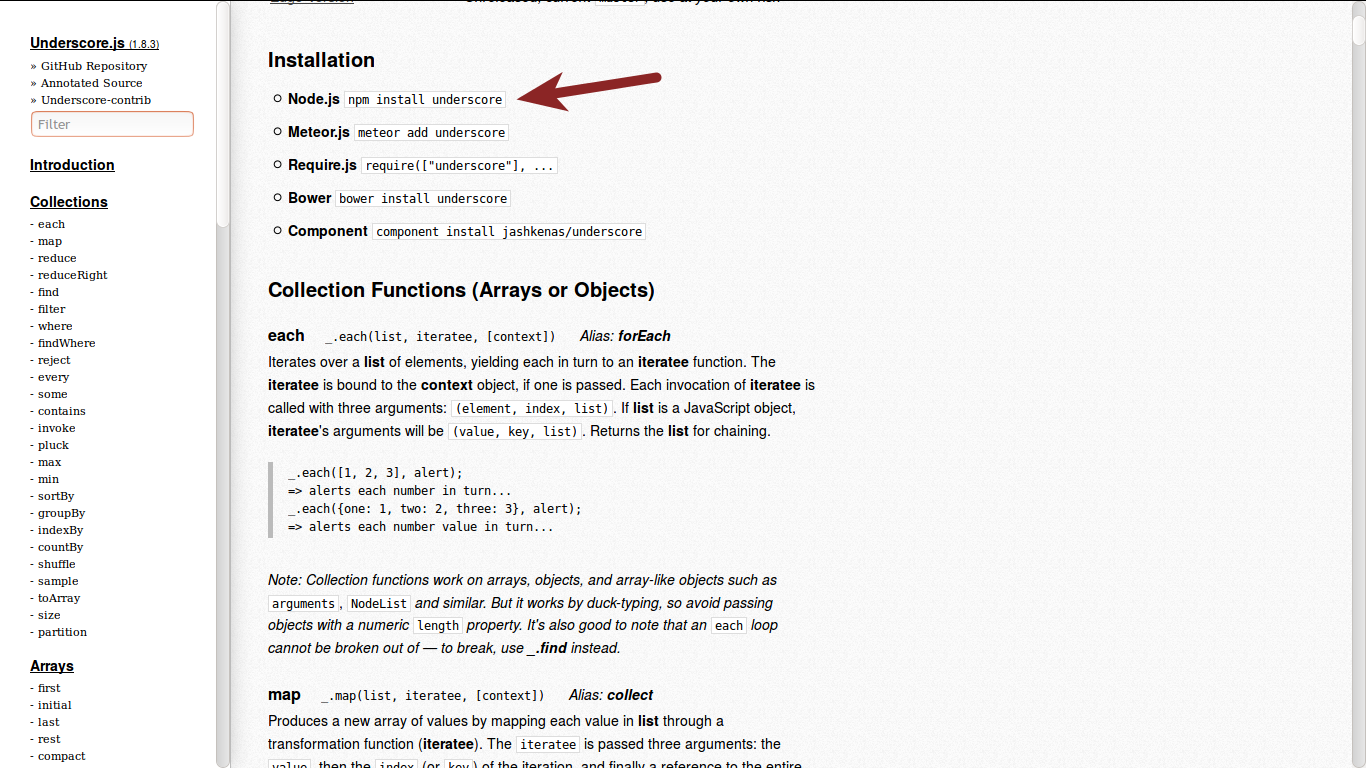 Underscore.js (1.8.3)
» GitHub Repository
» Annotated Source
» Underscore-contrib
Filter
Introduction
Collections
- each
- map
- reduce
- reduceRight
- find
- filter
- where
- findWhere
- reject
- every
- some
- contains
- invoke
- pluck
- max
- min
- sortBy
- groupBy
- indexBy
- countBy
- shuffle
- sample
- toArray
- size
- partition
Arrays
- first
- initial
- last
- rest
- compact
Installation
Node.js npm install underscore
Meteor.js meteor add underscore
Require.js require(["underscore"], ...
Bower bower install underscore
Component component install jashkenas/underscore
Collection Functions (Arrays or Objects)
each _.each(list, iteratee, [context]) Alias: forEach
Iterates over a list of elements, yielding each in turn to an iteratee function. The
iteratee is bound to the context object, if one is passed. Each invocation of iteratee is
called with three arguments: (element, index, list). If list is a JavaScript object,
iteratee's arguments will be (value, key, list). Returns the list for chaining.
_.each([1, 2, 3], alert);
=> alerts each number in turn...
_.each({one: 1, two: 2, three: 3}, alert);
=> alerts each number value in turn...
Note: Collection functions work on arrays, objects, and array-like objects such as
arguments, NodeList and similar. But it works by duck-typing, so avoid passing
objects with a numeric length property. It's also good to note that an each loop
cannot be broken out of — to break, use _.find instead.
map _.map(list, iteratee, [context]) Alias: collect
Produces a new array of values by mapping each value in list through a
transformation function (iteratee). The iteratee is passed three arguments: the
value, then the index (or key) of the iteration, and finally a reference to the entire